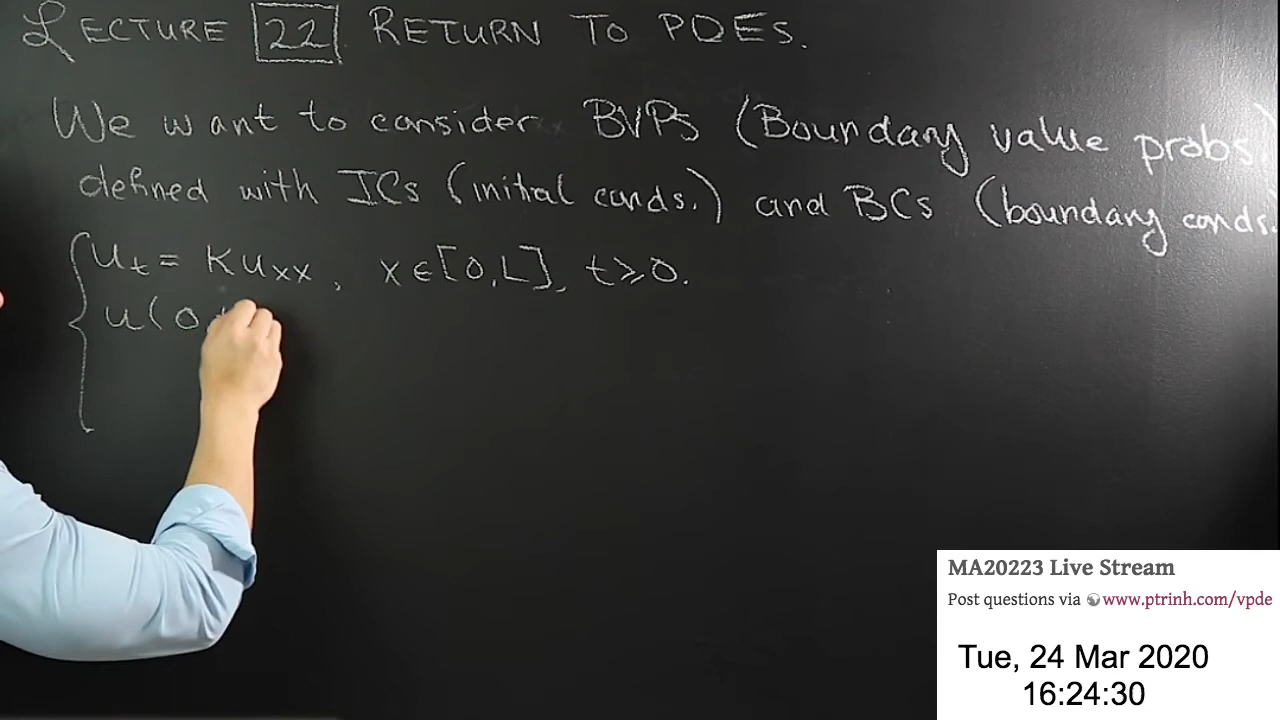 LECTURE 22 RETURN TO PDES.
We want to consider BVPs (Boundary value probs.)
defined with ICs (initial conds.) and BCs (boundary conds.
u_t = K u_xx, x ∈ [0, L], t ≥ 0.
u(0
MA20223 Live Stream
Post questions via www.ptrinh.com/vpde
Tue, 24 Mar 2020
16:24:30